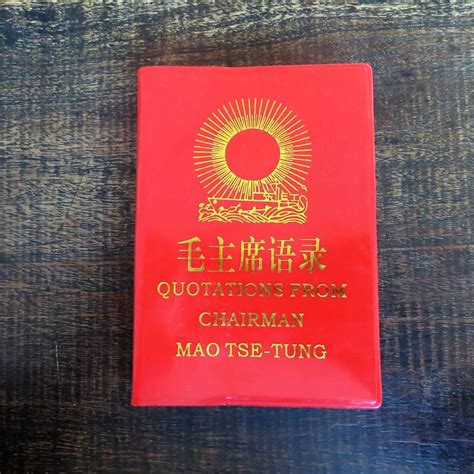 毛主席语录
QUOTATIONS FROM
CHAIRMAN
MAO TSE-TUNG